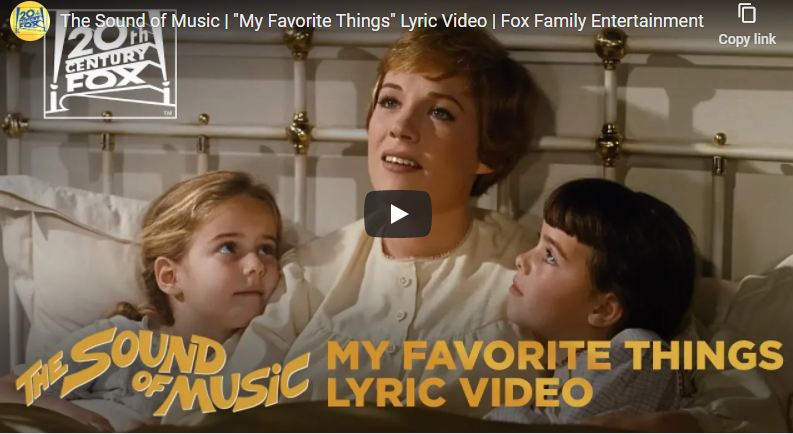 The Sound of Music | "My Favorite Things" Lyric Video | Fox Family Entertainment
Copy link
20th
CENTURY
FOX
TM
THE SOUND
OF MUSIC
MY FAVORITE THINGS
LYRIC VIDEO